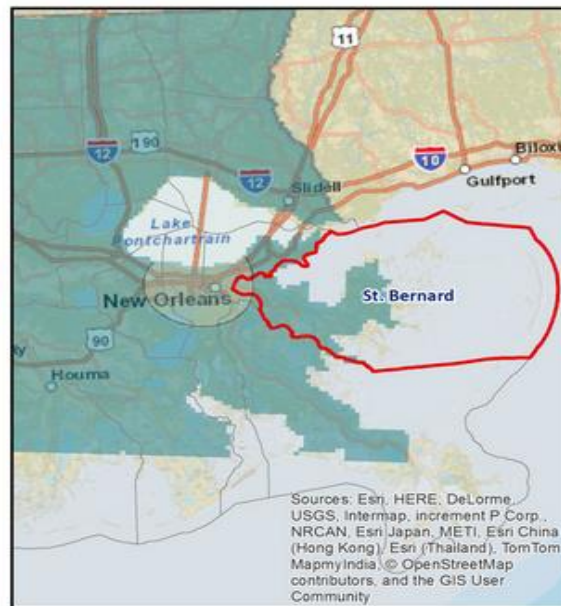 11
190
12
12
10
Biloxi
Gulfport
Slidell
Lake
Pontchartrain
New Orleans
St. Bernard
90
Houma
Sources: Esri, HERE, DeLorme,
USGS, Intermap, increment P Corp.,
NRCAN, Esri Japan, METI, Esri China
(Hong Kong), Esri (Thailand), TomTom
MapmyIndia, © OpenStreetMap
contributors, and the GIS User
Community